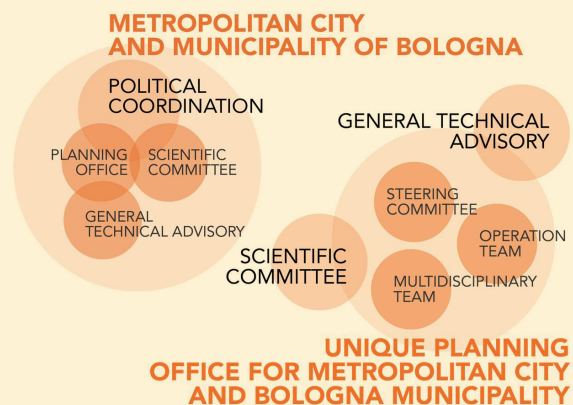 METROPOLITAN CITY
AND MUNICIPALITY OF BOLOGNA
POLITICAL
COORDINATION
PLANNING
OFFICE
SCIENTIFIC
COMMITTEE
GENERAL
TECHNICAL ADVISORY
GENERAL TECHNICAL
ADVISORY
STEERING
COMMITTEE
OPERATION
TEAM
SCIENTIFIC
COMMITTEE
MULTIDISCIPLINARY
TEAM
UNIQUE PLANNING
OFFICE FOR METROPOLITAN CITY
AND BOLOGNA MUNICIPALITY